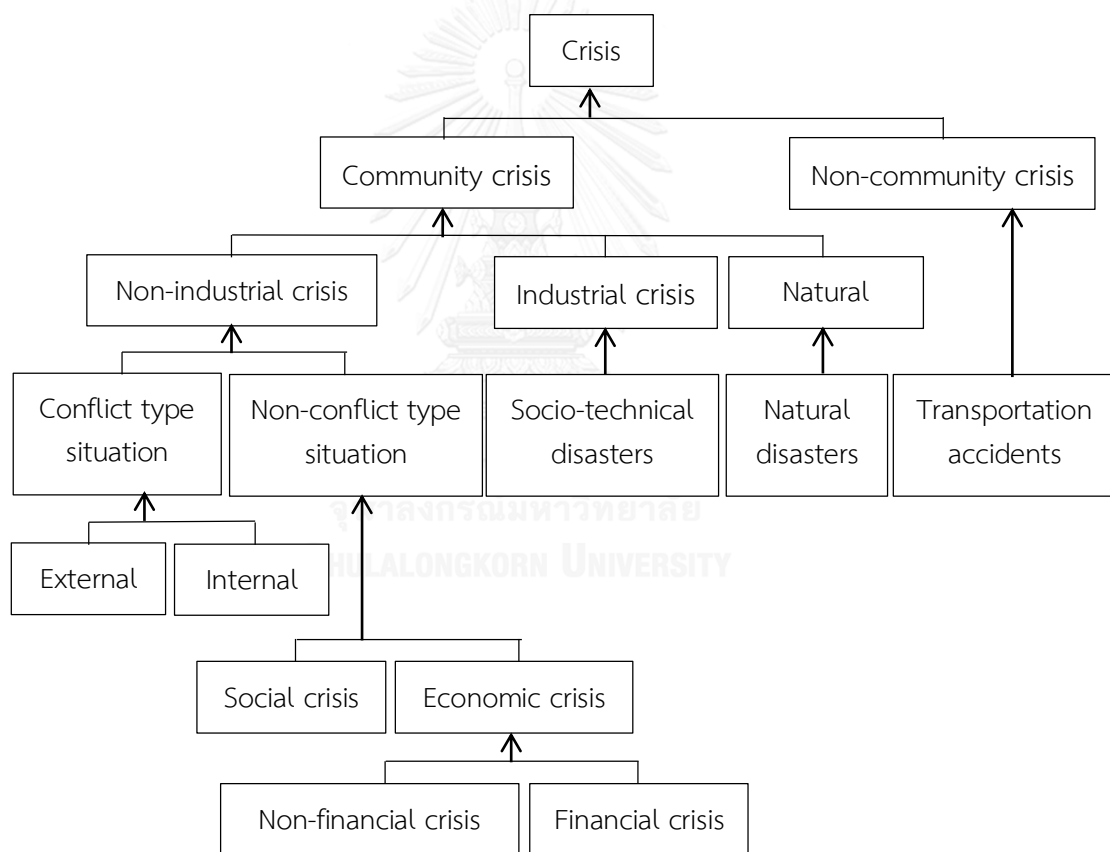 Crisis
Community crisis
Non-community crisis
Non-industrial crisis
Industrial crisis
Natural
Conflict type
situation
Non-conflict type
situation
Socio-technical
disasters
Natural
disasters
Transportation
accidents
External
Internal
Social crisis
Economic crisis
Non-financial crisis
Financial crisis
UNIVERSITY